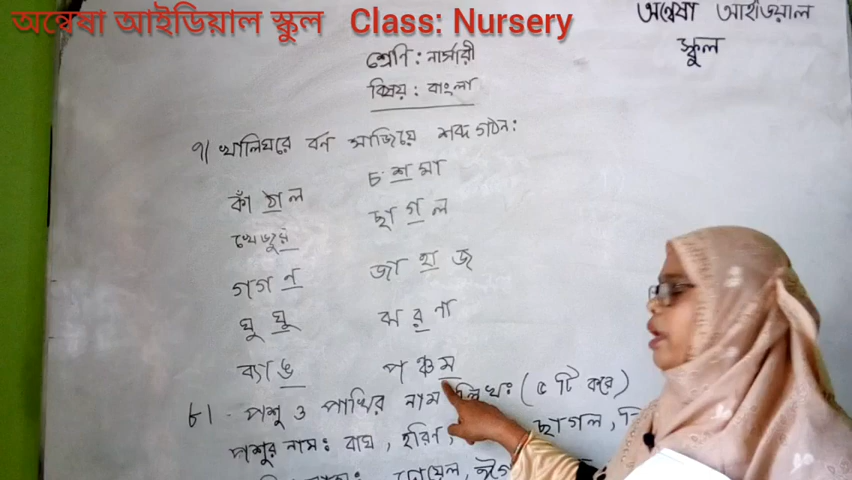 অন্বেষা আইডিয়াল স্কুল Class: Nursery
অন্বেষা আইডিয়াল
স্কুল
শ্রেণি : নার্সারী
বিষয় : বাংলা
৭। খালিঘরে বর্ন সাজিয়ে শব্দ গঠন:
কাঁ ঠা ল
চ শ মা
খেজুর
ছা গ ল
গগ ন
জা হা জ
ঘু ঘু
ঝ র ণা
ব্যাঙ
প ঞ্চ ম
৮। পশু ও পাখির নাম লিখ: (৫ টি করে)
পশুর নাম: বাঘ, হরিণ, ছাগল,
দোয়েল,